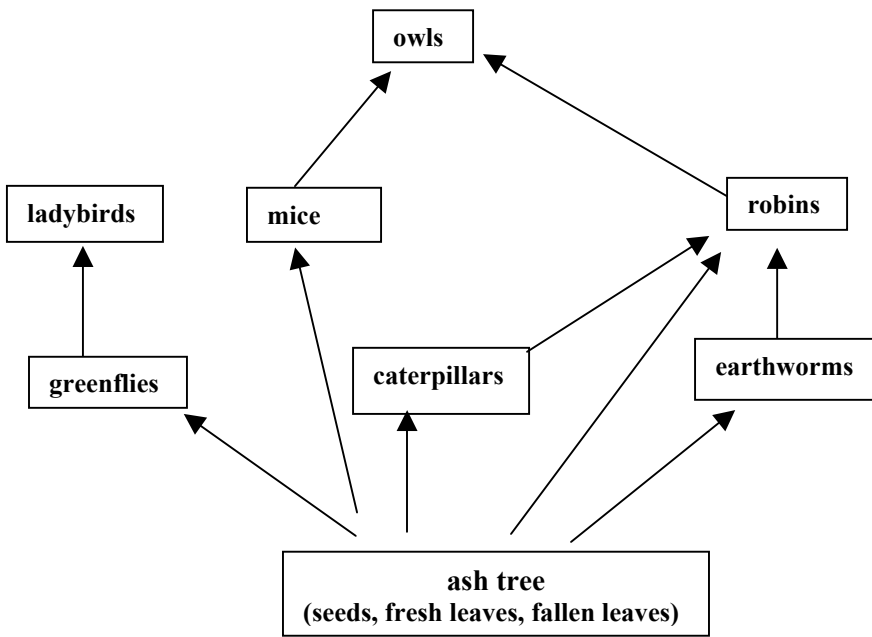 owls
ladybirds
mice
robins
greenflies
caterpillars
earthworms
ash tree
(seeds, fresh leaves, fallen leaves)